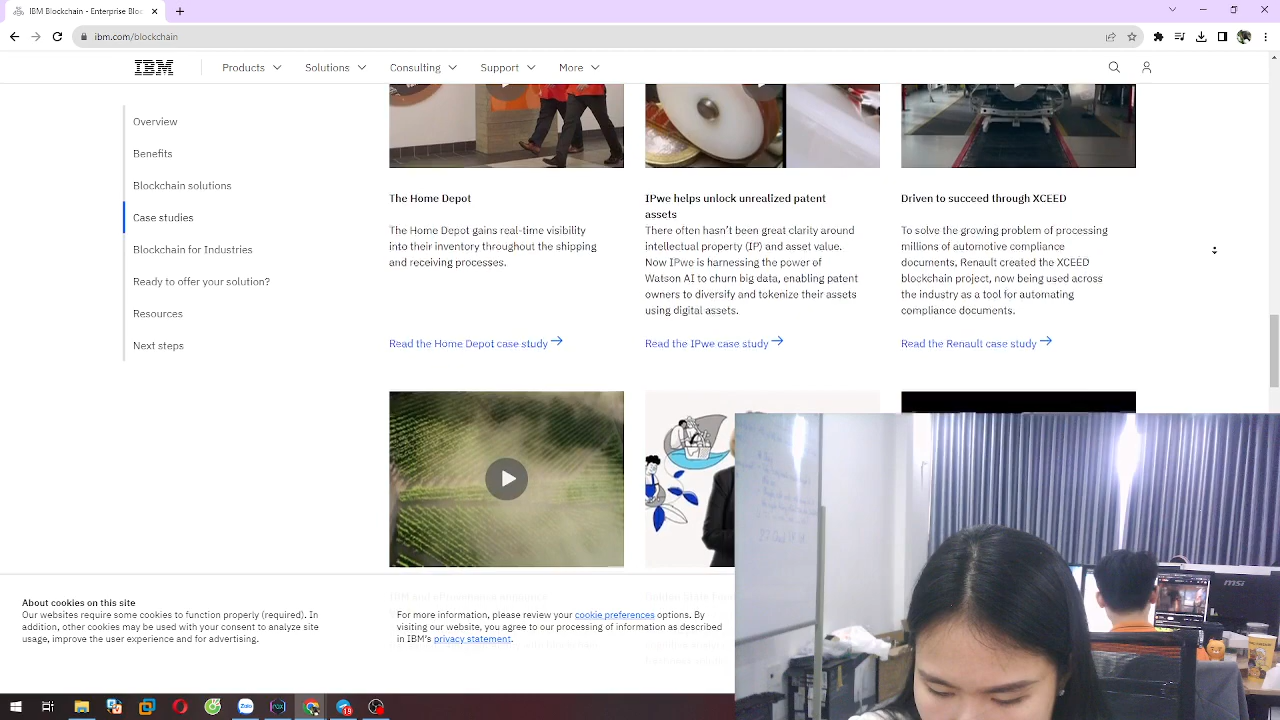 IBM Blockchain - Enterprise Bloc
ibm.com/blockchain
IBM
Products
Solutions
Consulting
Support
More
Overview
Benefits
Blockchain solutions
Case studies
Blockchain for Industries
Ready to offer your solution?
Resources
Next steps
The Home Depot
The Home Depot gains real-time visibility
into their inventory throughout the shipping
and receiving processes.
Read the Home Depot case study
IPwe helps unlock unrealized patent
assets
There often hasn't been great clarity around
intellectual property (IP) and asset value.
Now IPwe is harnessing the power of
Watson AI to churn big data, enabling patent
owners to diversify and tokenize their assets
using digital assets.
Read the IPwe case study
Driven to succeed through XCEED
To solve the growing problem of processing
millions of automotive compliance
documents, Renault created the XCEED
blockchain project, now being used across
the industry as a tool for automating
compliance documents.
Read the Renault case study
About cookies on this site
Our websites require some cookies to function properly (required). In
addition, other cookies may be used with your consent to analyze site
usage, improve the user experience and for advertising.
For more information, please review your cookie preferences options. By
visiting our website, you agree to our processing of information as described
in IBM's privacy statement.
msi
Zalo
19